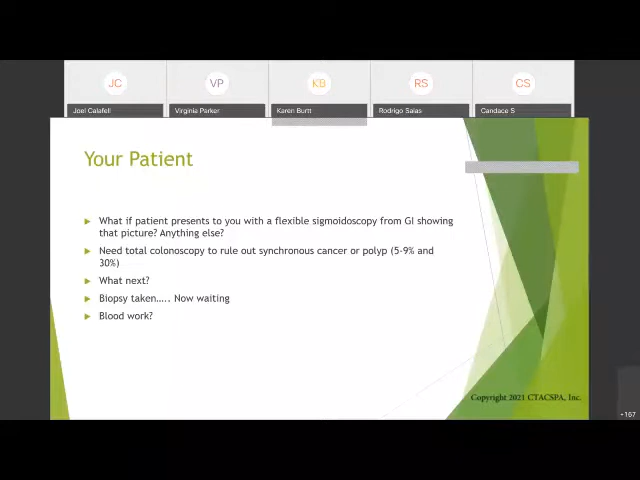 JC
VP
KB
RS
CS
Joel Calafell
Virginia Parker
Karen Burtt
Rodrigo Salas
Candace S
Your Patient
What if patient presents to you with a flexible sigmoidoscopy from GI showing
that picture? Anything else?
Need total colonoscopy to rule out synchronous cancer or polyp (5-9% and
30%)
What next?
Biopsy taken….. Now waiting
Blood work?
Copyright 2021 CTACSPA, Inc.
+167